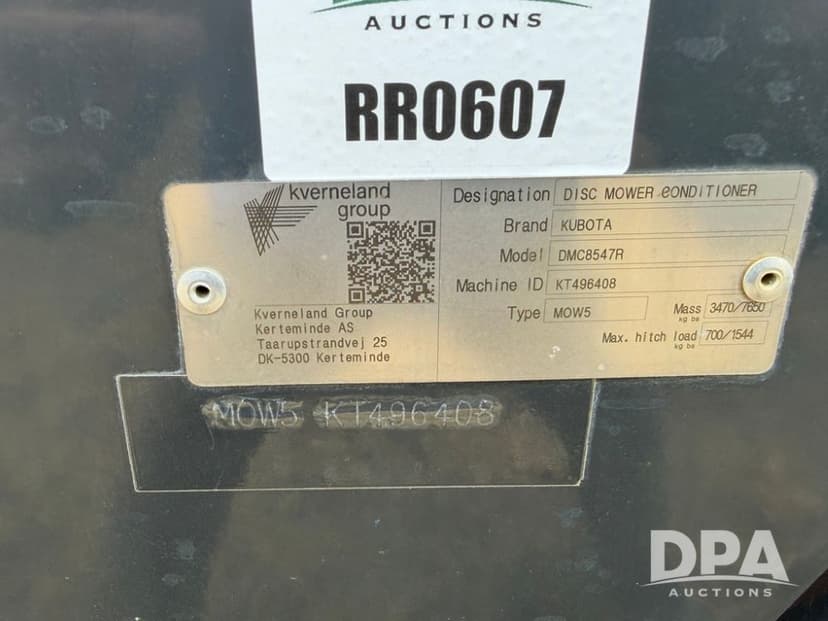 AUCTIONS
RR0607
kverneland
group
Designation DISC MOWER CONDITIONER
Brand KUBOTA
Model DMC8547R
Machine ID KT496408
Type MOW5
Mass 3470/7650
kg lbs
Max. hitch load 700/1544
kg lbs
Kverneland Group
Kerteminde AS
Taarupstrandvej 25
DK-5300 Kerteminde
MOW5 KT496408
DPA
AUCTIONS